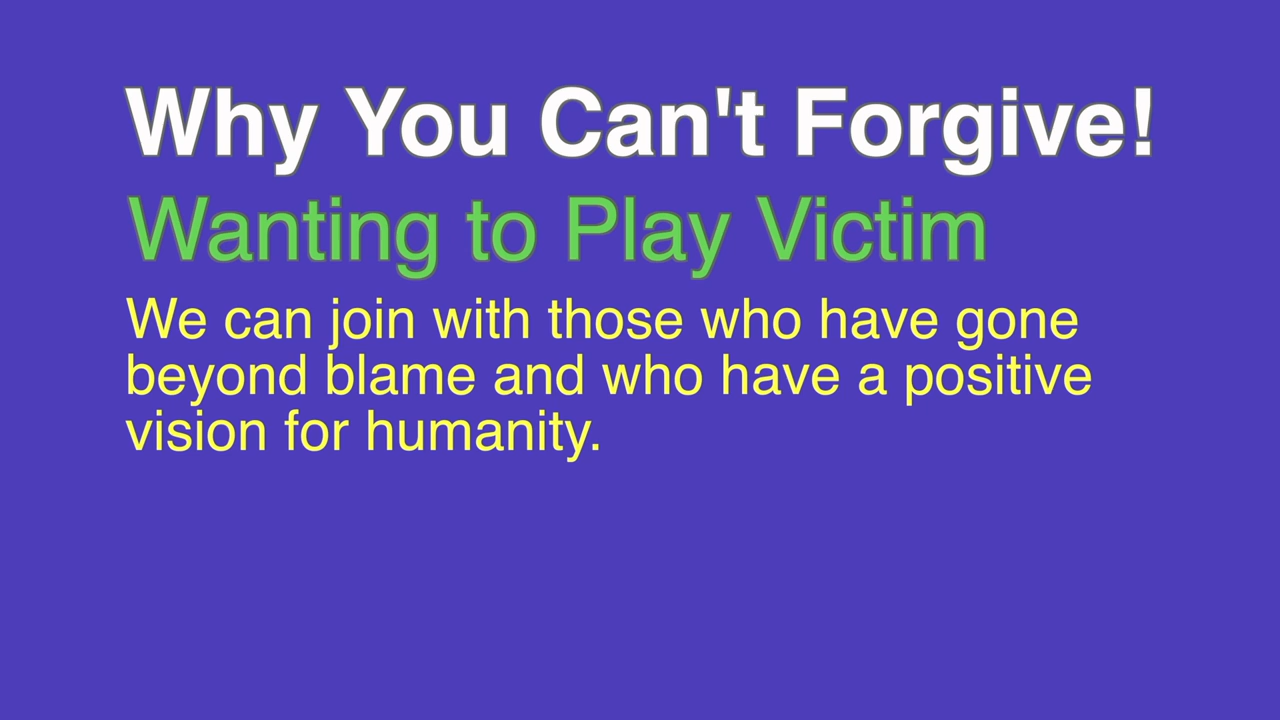 Why You Can't Forgive!
Wanting to Play Victim
We can join with those who have gone
beyond blame and who have a positive
vision for humanity.